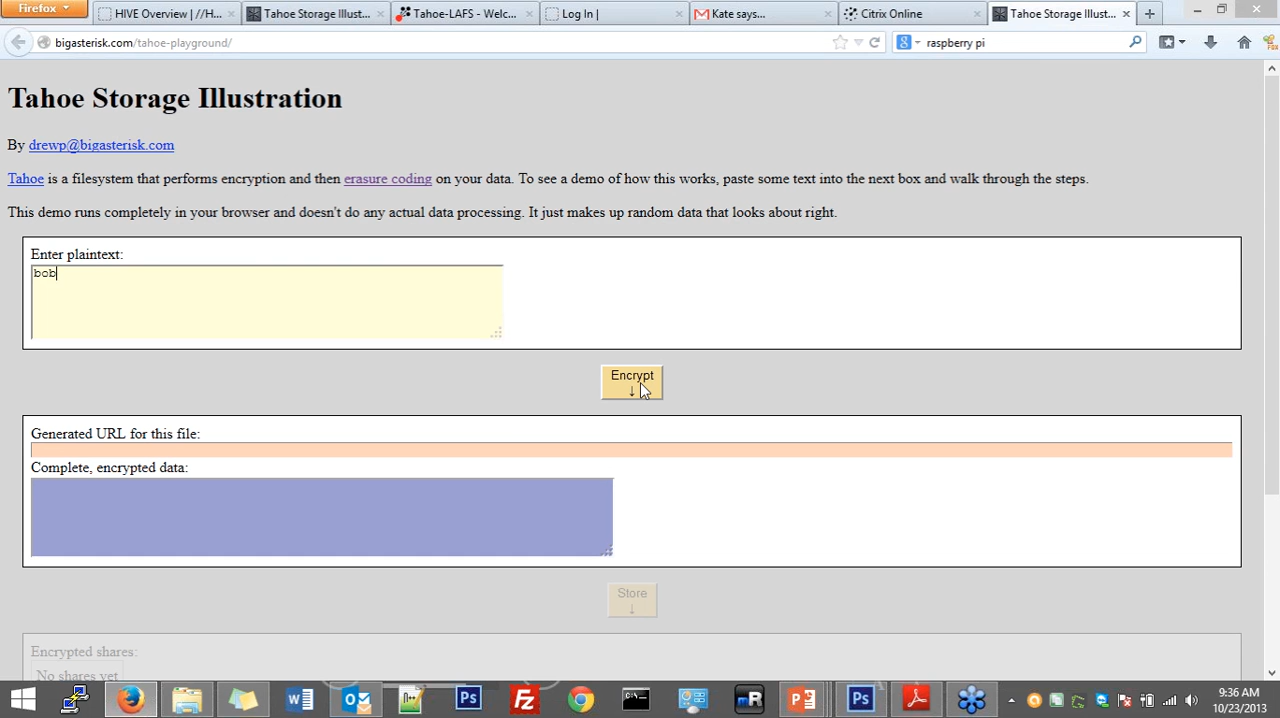 Firefox
HIVE Overview | //H...
Tahoe Storage Illust...
Tahoe-LAFS - Welc...
Log In |
Kate says...
Citrix Online
Tahoe Storage Illust...
bigasterisk.com/tahoe-playground/
raspberry pi
Tahoe Storage Illustration
By drewp@bigasterisk.com
Tahoe is a filesystem that performs encryption and then erasure coding on your data. To see a demo of how this works, paste some text into the next box and walk through the steps.
This demo runs completely in your browser and doesn't do any actual data processing. It just makes up random data that looks about right.
Enter plaintext:
bob
Encrypt
↓
Generated URL for this file:
Complete, encrypted data:
Store
↓
Encrypted shares:
No shares yet
9:36 AM
10/23/2013